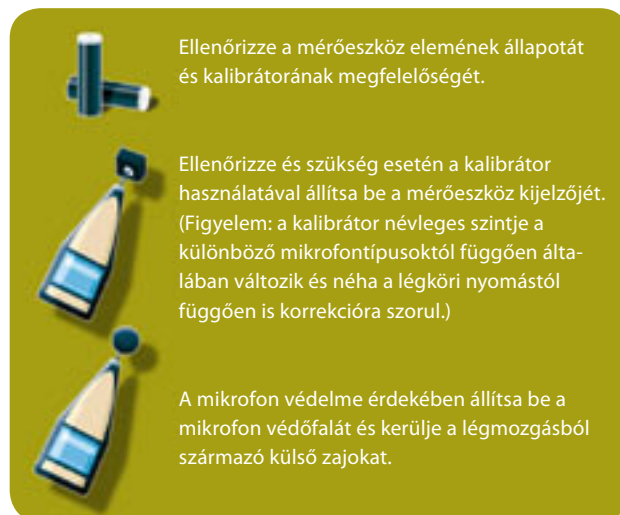 Ellenőrizze a mérőeszköz elemének állapotát
és kalibrátorának megfelelőségét.
Ellenőrizze és szükség esetén a kalibrátor
használatával állítsa be a mérőeszköz kijelzőjét.
(Figyelem: a kalibrátor névleges szintje a
különböző mikrofontípusoktól függően álta-
lában változik és néha a légköri nyomástól
függően is korrekcióra szorul.)
A mikrofon védelme érdekében állítsa be a
mikrofon védőfalát és kerülje a légmozgásból
származó külső zajokat.